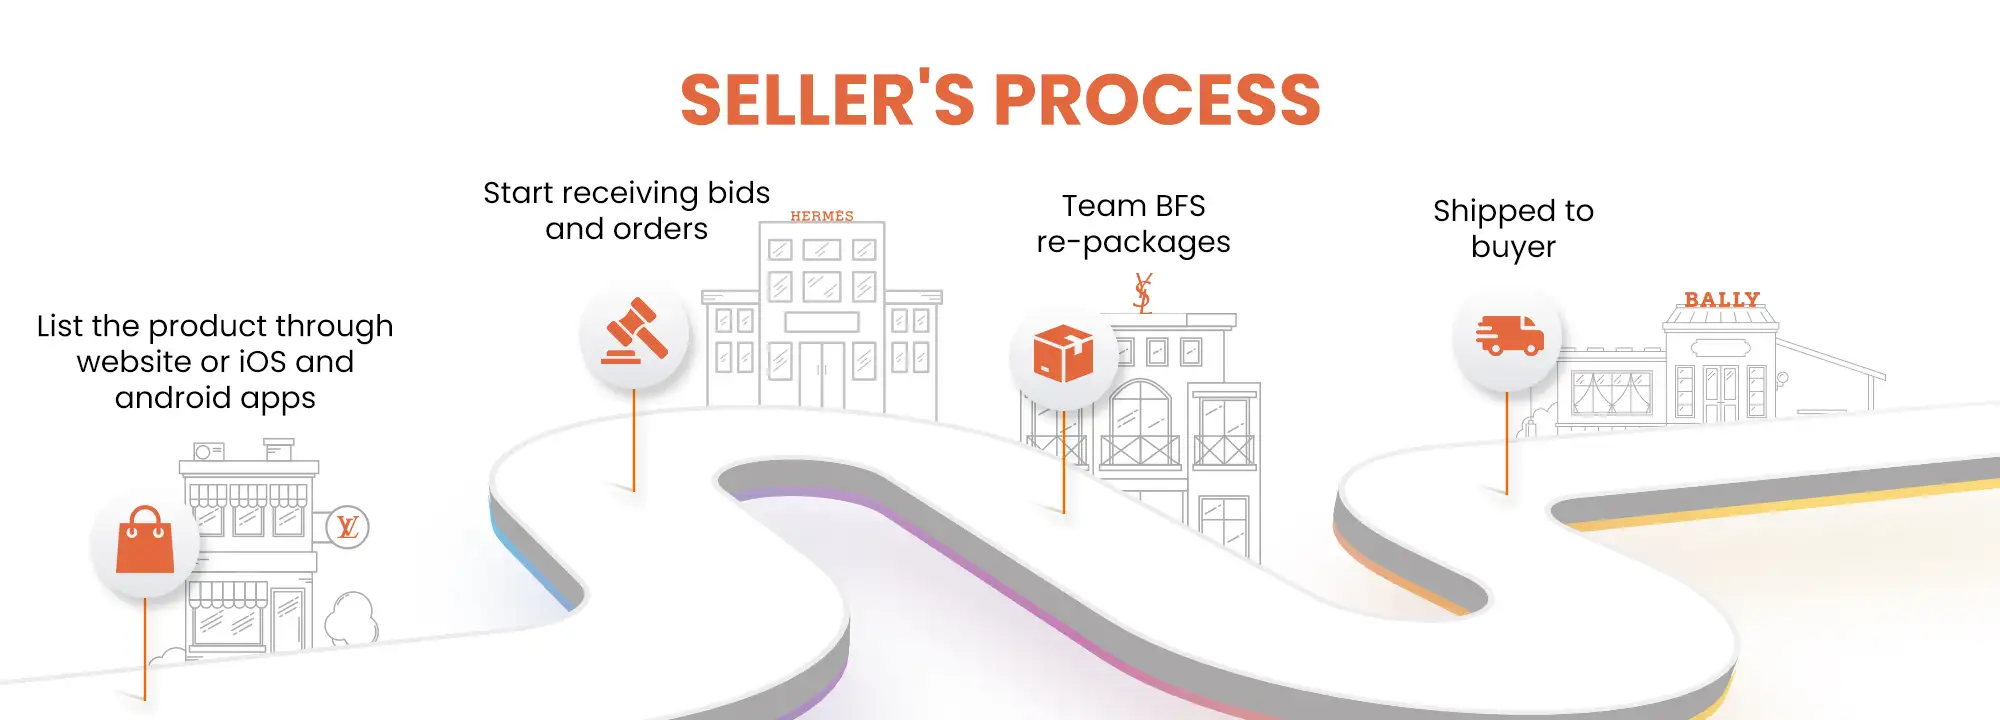 SELLER'S PROCESS
List the product through
website or iOS and
android apps
LV
Start receiving bids
and orders
HERMÈS
Team BFS
re-packages
YSL
Shipped to
buyer
BALLY